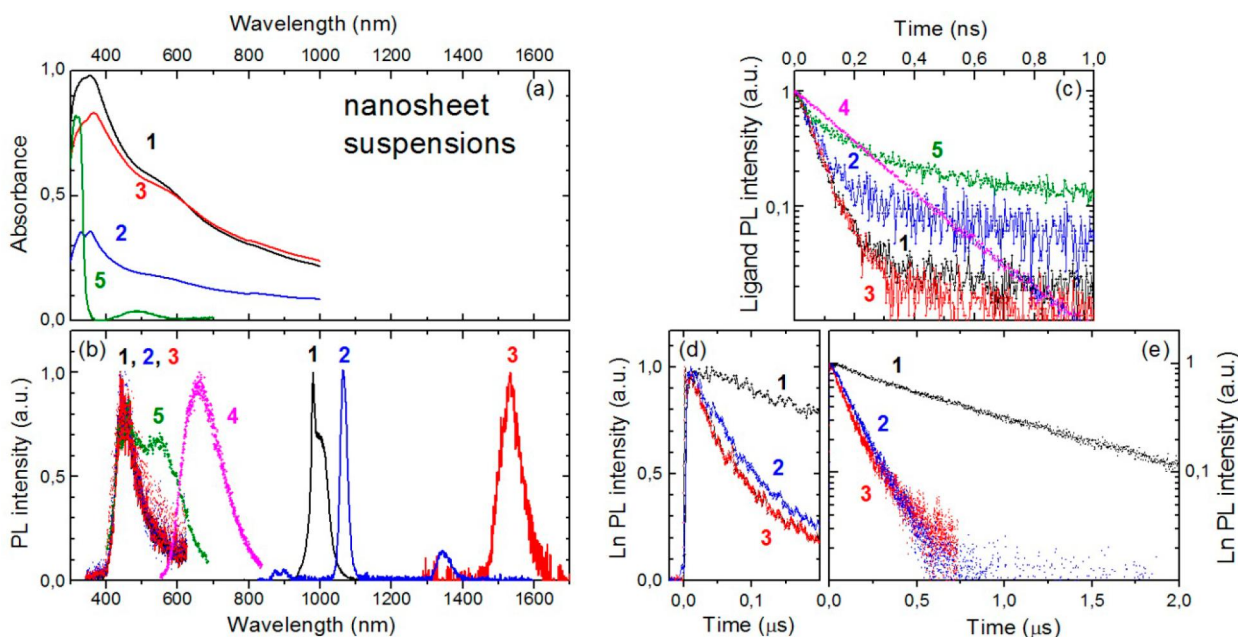 Wavelength (nm)
400 600 800 1000 1200 1400 1600
1,0
0,5
0,0
Absorbance
(a)
nanosheet
suspensions
1
3
2
5
(b)
1, 2, 3
5
4
1
2
3
1,0
0,5
0,0
PL intensity (a.u.)
400 600 800 1000 1200 1400 1600
Wavelength (nm)
Time (ns)
0,0 0,2 0,4 0,6 0,8 1,0
(c)
1
0,1
Ligand PL intensity (a.u.)
4
5
2
1
3
(d)
1,0
0,5
0,0
Ln PL intensity (a.u.)
1
2
3
0,0 0,1
Time (μs)
(e)
1
2
3
1
0,1
Ln PL intensity (a.u.)
0,0 0,5 1,0 1,5 2,0
Time (μs)